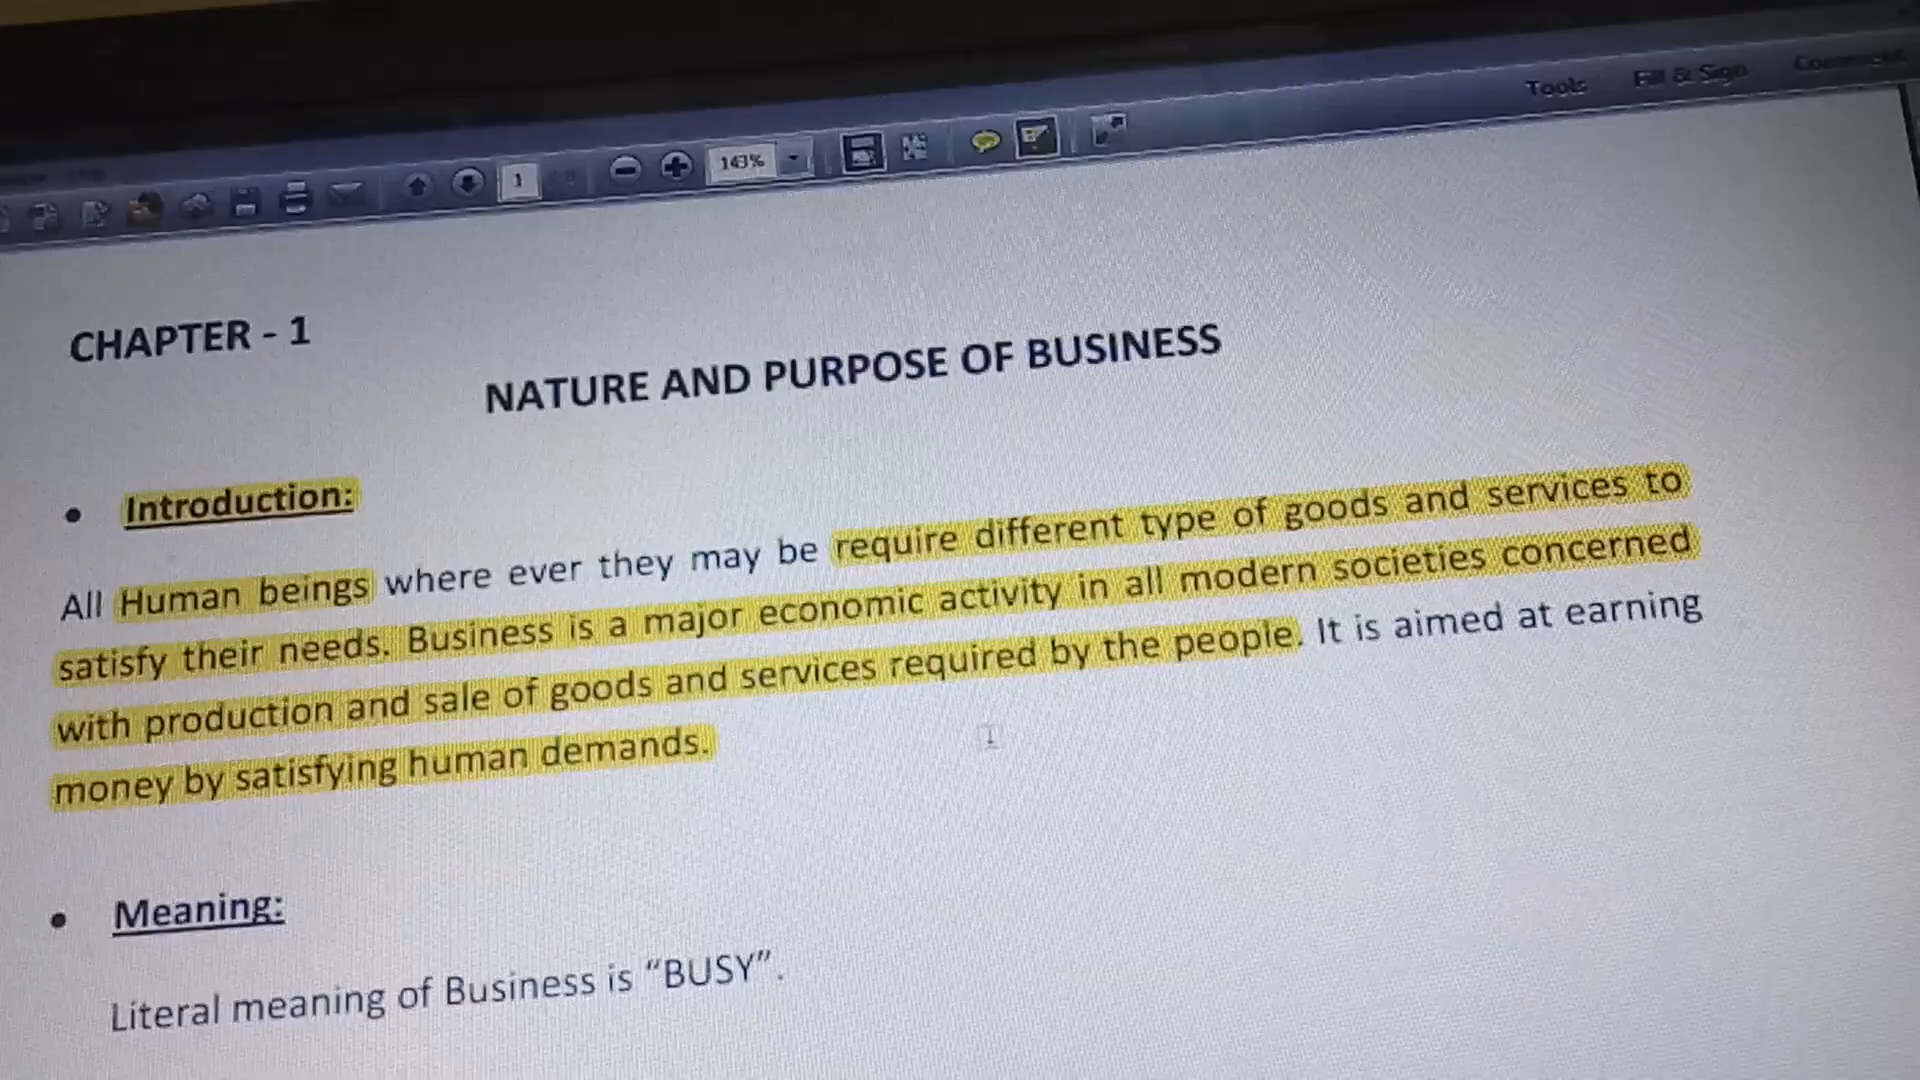 Tools Fill & Sign Comment
1 143%
CHAPTER - 1
NATURE AND PURPOSE OF BUSINESS
• Introduction:
All Human beings where ever they may be require different type of goods and services to
satisfy their needs. Business is a major economic activity in all modern societies concerned
with production and sale of goods and services required by the people. It is aimed at earning
money by satisfying human demands.
• Meaning:
Literal meaning of Business is “BUSY”.